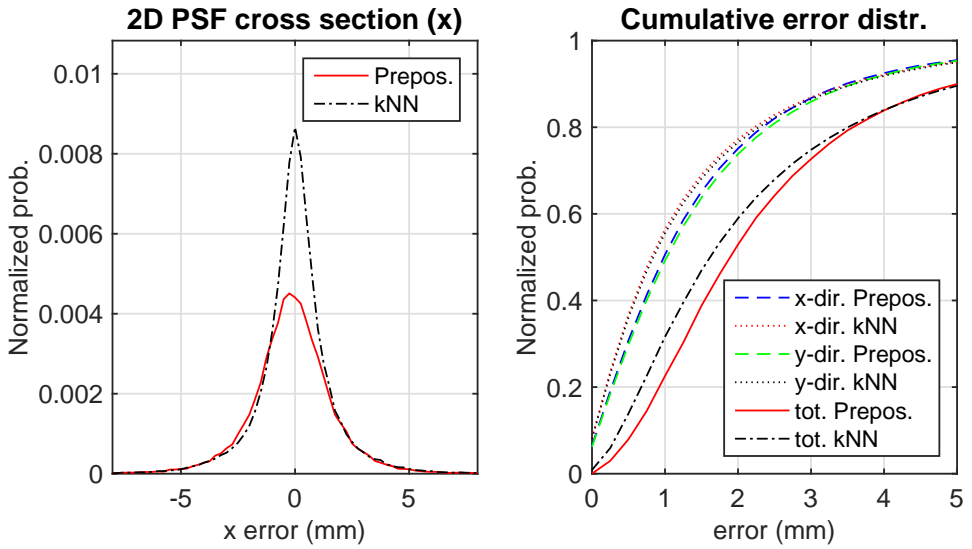 2D PSF cross section (x)
Normalized prob.
0.01
0.008
0.006
0.004
0.002
0
-5
0
5
x error (mm)
Prepos.
kNN
Cumulative error distr.
Normalized prob.
1
0.8
0.6
0.4
0.2
0
0
1
2
3
4
5
error (mm)
x-dir. Prepos.
x-dir. kNN
y-dir. Prepos.
y-dir. kNN
tot. Prepos.
tot. kNN